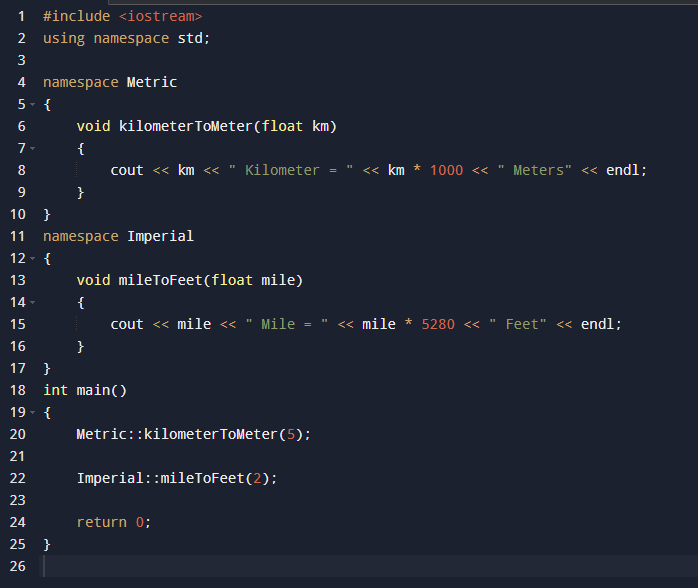 1 #include <iostream>
2 using namespace std;
3
4 namespace Metric
5 {
6     void kilometerToMeter(float km)
7     {
8         cout << km << " Kilometer = " << km * 1000 << " Meters" << endl;
9     }
10 }
11 namespace Imperial
12 {
13     void mileToFeet(float mile)
14     {
15         cout << mile << " Mile = " << mile * 5280 << " Feet" << endl;
16     }
17 }
18 int main()
19 {
20     Metric::kilometerToMeter(5);
21
22     Imperial::mileToFeet(2);
23
24     return 0;
25 }
26